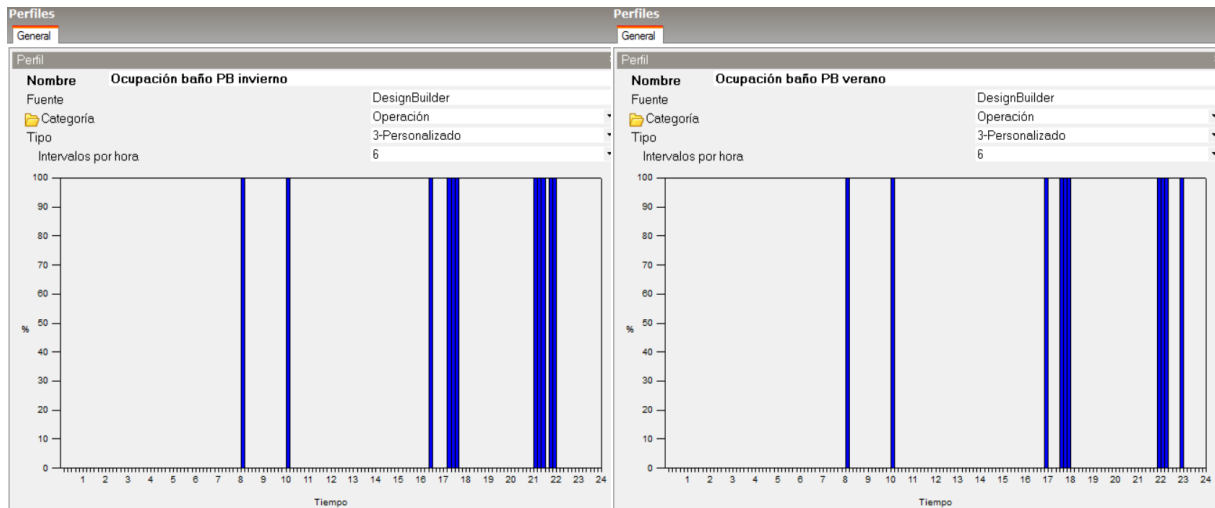 Perfiles
General
Perfil
Nombre Ocupación baño PB invierno
Fuente DesignBuilder
Categoría Operación
Tipo 3-Personalizado
Intervalos por hora 6
100
90
80
70
60
50
%
40
30
20
10
0
1 2 3 4 5 6 7 8 9 10 11 12 13 14 15 16 17 18 19 20 21 22 23 24
Tiempo
Perfiles
General
Perfil
Nombre Ocupación baño PB verano
Fuente DesignBuilder
Categoría Operación
Tipo 3-Personalizado
Intervalos por hora 6
100
90
80
70
60
50
%
40
30
20
10
0
1 2 3 4 5 6 7 8 9 10 11 12 13 14 15 16 17 18 19 20 21 22 23 24
Tiempo